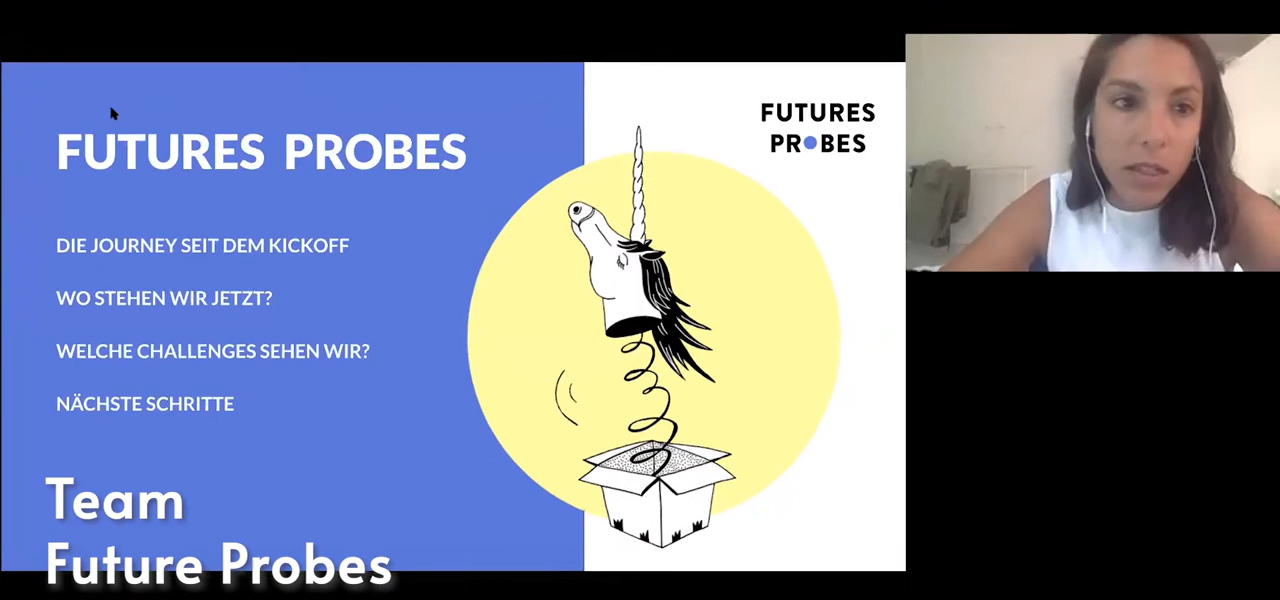 FUTURES PROBES
DIE JOURNEY SEIT DEM KICKOFF
WO STEHEN WIR JETZT?
WELCHE CHALLENGES SEHEN WIR?
NÄCHSTE SCHRITTE
FUTURES
PROBES
Team
Future Probes